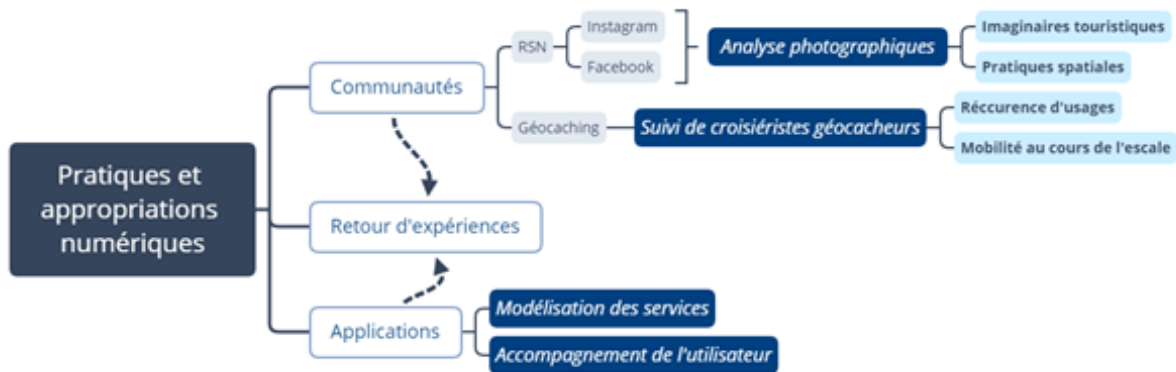 Pratiques et
appropriations
numériques
Communautés
RSN
Instagram
Facebook
Analyse photographiques
Imaginaires touristiques
Pratiques spatiales
Géocaching
Suivi de croisiéristes géocacheurs
Réccurence d'usages
Mobilité au cours de l'escale
Retour d'expériences
Applications
Modélisation des services
Accompagnement de l'utilisateur